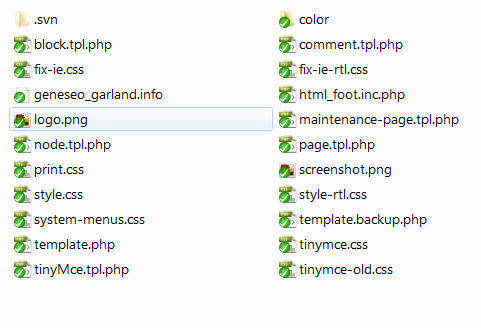 .svn color
block.tpl.php comment.tpl.php
fix-ie.css fix-ie-rtl.css
geneseo_garland.info html_foot.inc.php
logo.png maintenance-page.tpl.php
node.tpl.php page.tpl.php
print.css screenshot.png
style.css style-rtl.css
system-menus.css template.backup.php
template.php tinymce.css
tinyMce.tpl.php tinymce-old.css